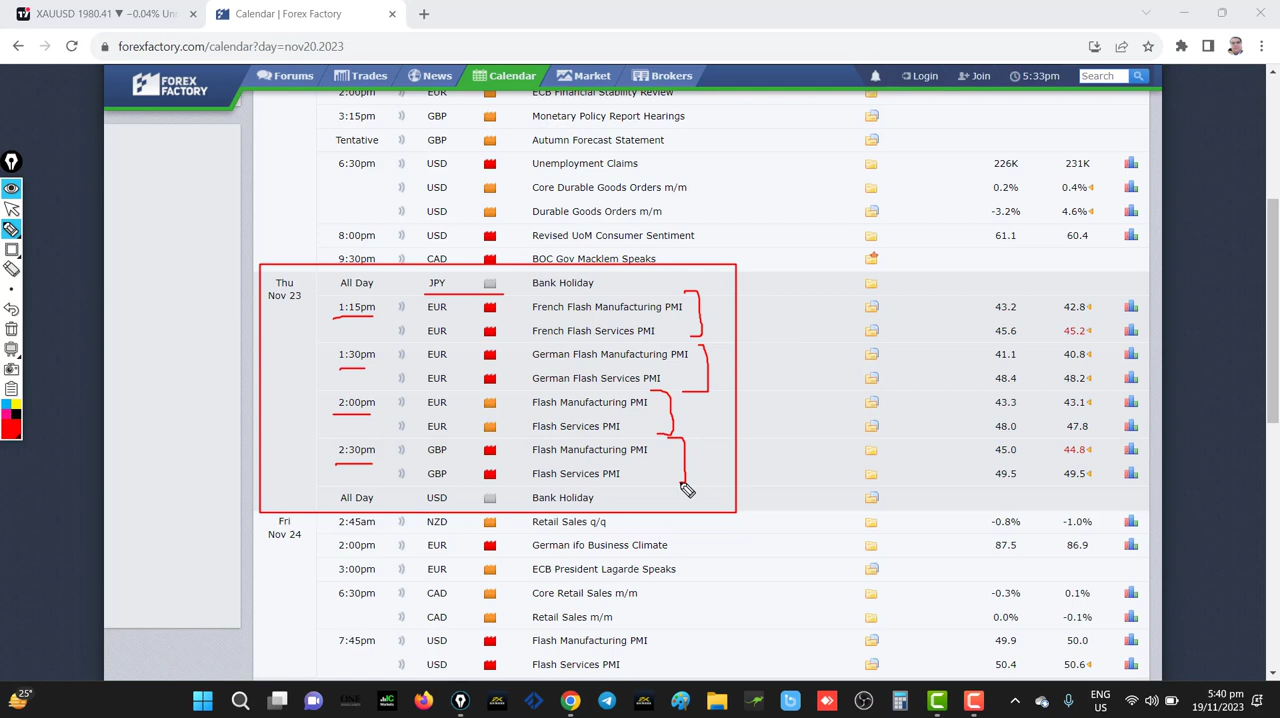 XAUUSD 1980.41 ▼ −0.04% Un
Calendar | Forex Factory
forexfactory.com/calendar?day=nov20.2023
FOREX FACTORY
Forums Trades News Calendar Market Brokers Login Join 5:33pm Search
2:00pm EUR ECB Financial Stability Review
3:15pm GBP Monetary Policy Report Hearings
Tentative GBP Autumn Forecast Statement
6:30pm USD Unemployment Claims 226K 231K
USD Core Durable Goods Orders m/m 0.2% 0.4%
USD Durable Goods Orders m/m -3.2% 4.6%
8:00pm USD Revised UoM Consumer Sentiment 61.1 60.4
9:30pm CAD BOC Gov Macklem Speaks
Thu Nov 23 All Day JPY Bank Holiday
1:15pm EUR French Flash Manufacturing PMI 43.2 42.8
EUR French Flash Services PMI 45.6 45.2
1:30pm EUR German Flash Manufacturing PMI 41.1 40.8
EUR German Flash Services PMI 48.4 48.2
2:00pm EUR Flash Manufacturing PMI 43.3 43.1
EUR Flash Services PMI 48.0 47.8
2:30pm GBP Flash Manufacturing PMI 45.0 44.8
GBP Flash Services PMI 49.5 49.5
All Day USD Bank Holiday
Fri Nov 24 2:45am NZD Retail Sales q/q -0.8% -1.0%
2:00pm EUR German ifo Business Climate 87.5 86.9
3:00pm EUR ECB President Lagarde Speaks
6:30pm CAD Core Retail Sales m/m -0.3% 0.1%
CAD Retail Sales m/m 0.0% -0.1%
7:45pm USD Flash Manufacturing PMI 49.9 50.0
USD Flash Services PMI 50.4 50.6
25°
ENG US
5:40 pm
19/11/2023